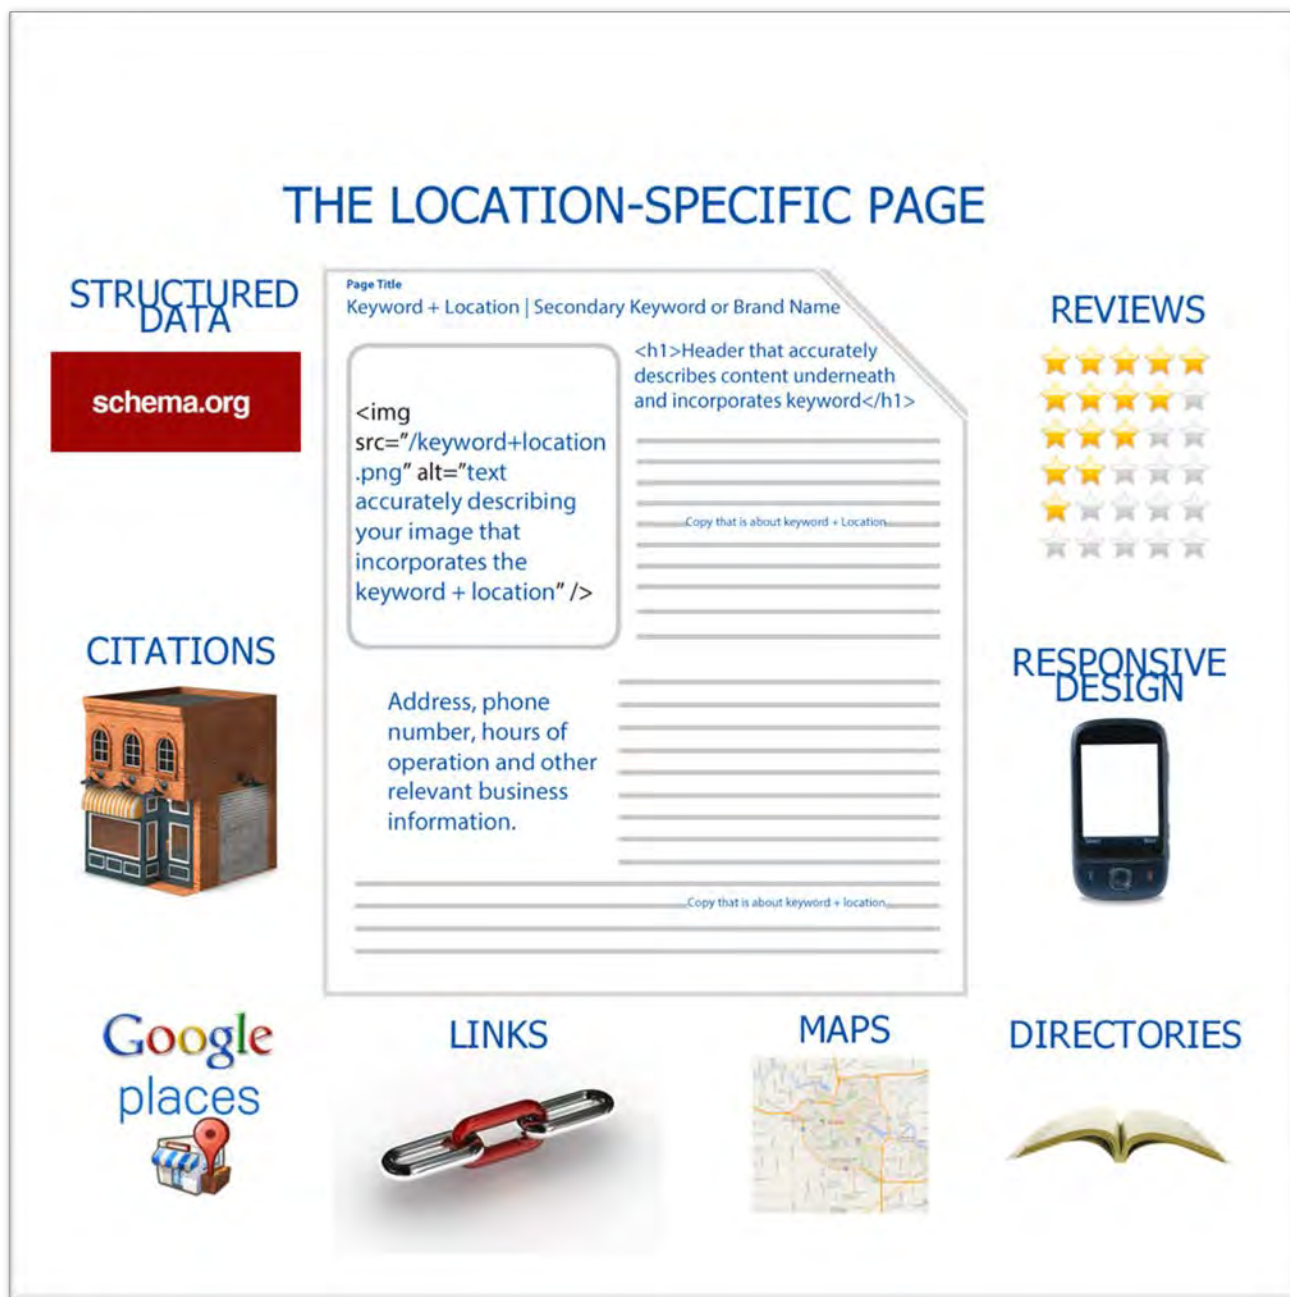 THE LOCATION-SPECIFIC PAGE
STRUCTURED
DATA
schema.org
CITATIONS
Page Title
Keyword + Location | Secondary Keyword or Brand Name
<img
src="/keyword+location
.png" alt="text
accurately describing
your image that
incorporates the
keyword + location" />
<h1>Header that accurately
describes content underneath
and incorporates keyword</h1>
Copy that is about keyword + Location
Address, phone
number, hours of
operation and other
relevant business
information.
Copy that is about keyword + location
REVIEWS
RESPONSIVE
DESIGN
Google
places
LINKS
MAPS
DIRECTORIES